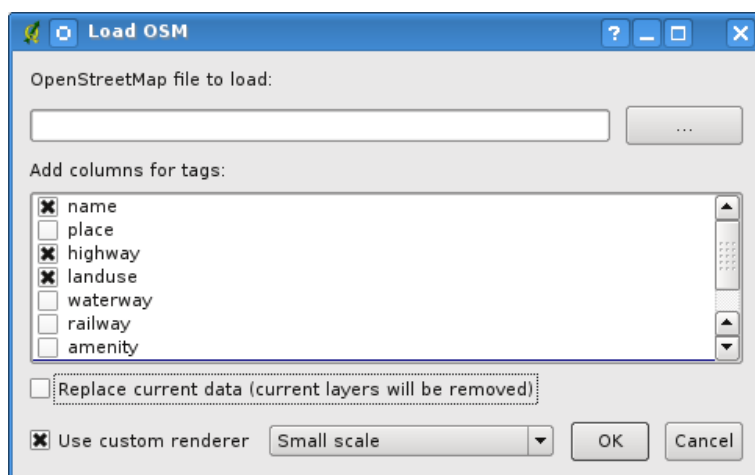 Load OSM
OpenStreetMap file to load:
...
Add columns for tags:
name
place
highway
landuse
waterway
railway
amenity
Replace current data (current layers will be removed)
Use custom renderer Small scale OK Cancel